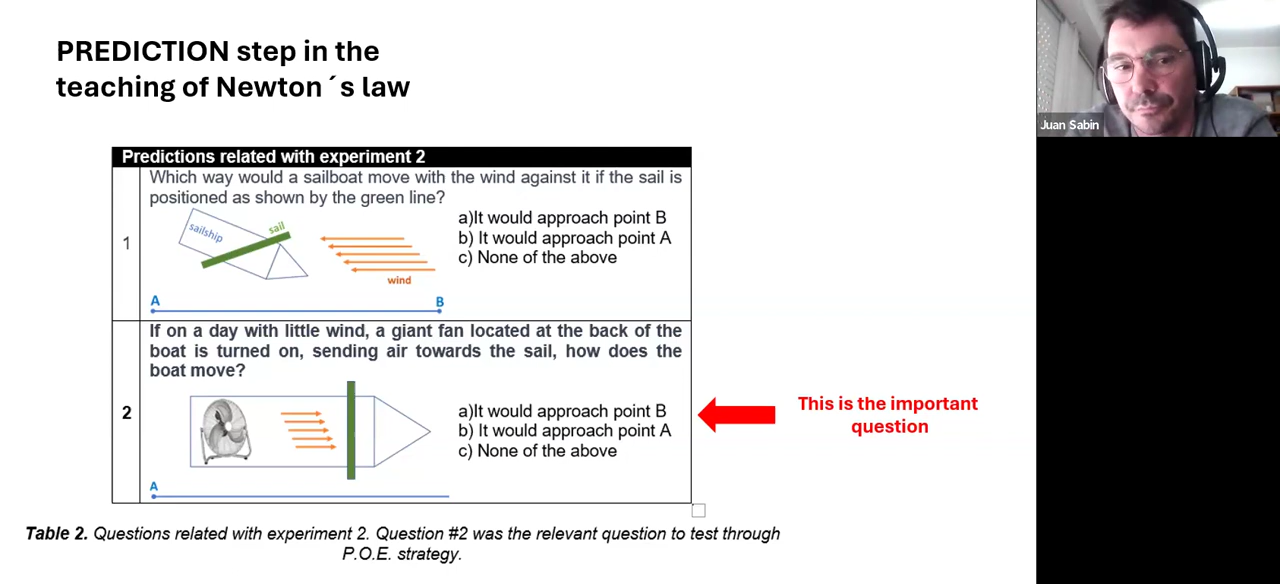 PREDICTION step in the
teaching of Newton´s law
Juan Sabin
Predictions related with experiment 2
1
Which way would a sailboat move with the wind against it if the sail is
positioned as shown by the green line?
sailship
sail
wind
A
B
a)It would approach point B
b) It would approach point A
c) None of the above
2
If on a day with little wind, a giant fan located at the back of the
boat is turned on, sending air towards the sail, how does the
boat move?
a)It would approach point B
b) It would approach point A
c) None of the above
A
This is the important
question
Table 2. Questions related with experiment 2. Question #2 was the relevant question to test through
P.O.E. strategy.